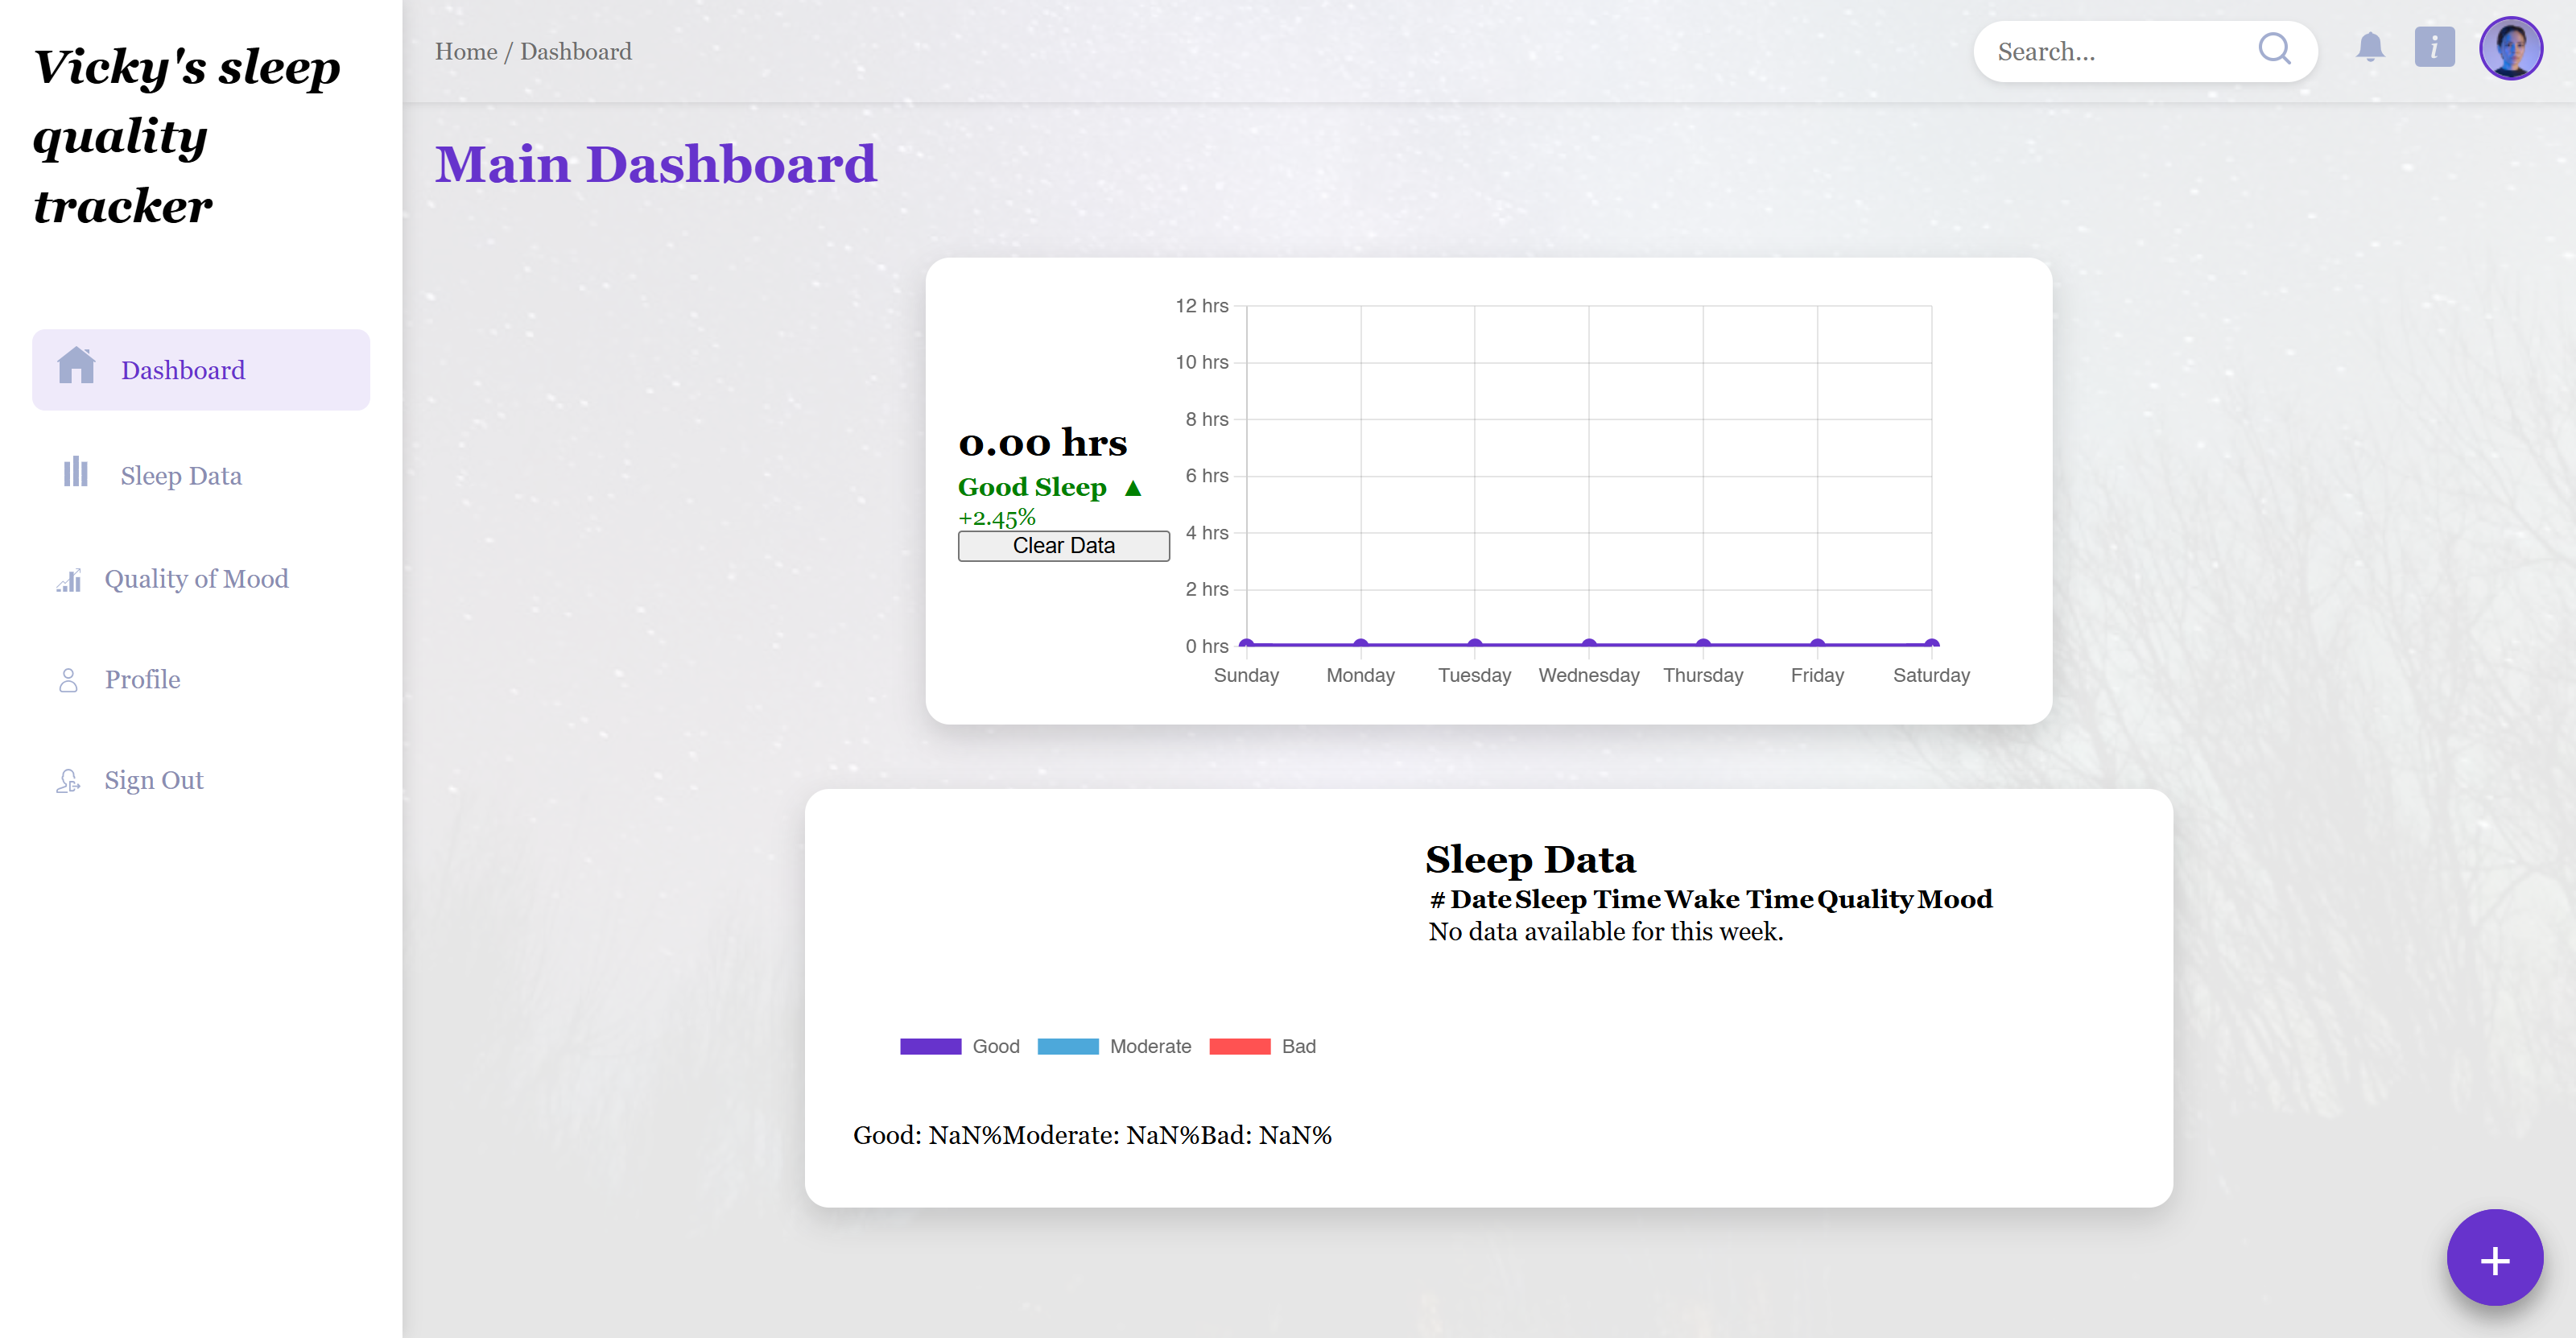 Vicky's sleep
quality
tracker
Dashboard
Sleep Data
Quality of Mood
Profile
Sign Out
Home / Dashboard
Search...
i
Main Dashboard
0.00 hrs
Good Sleep ▲
+2.45%
Clear Data
12 hrs
10 hrs
8 hrs
6 hrs
4 hrs
2 hrs
0 hrs
Sunday Monday Tuesday Wednesday Thursday Friday Saturday
Sleep Data
# Date Sleep Time Wake Time Quality Mood
No data available for this week.
Good Moderate Bad
Good: NaN%Moderate: NaN%Bad: NaN%
+